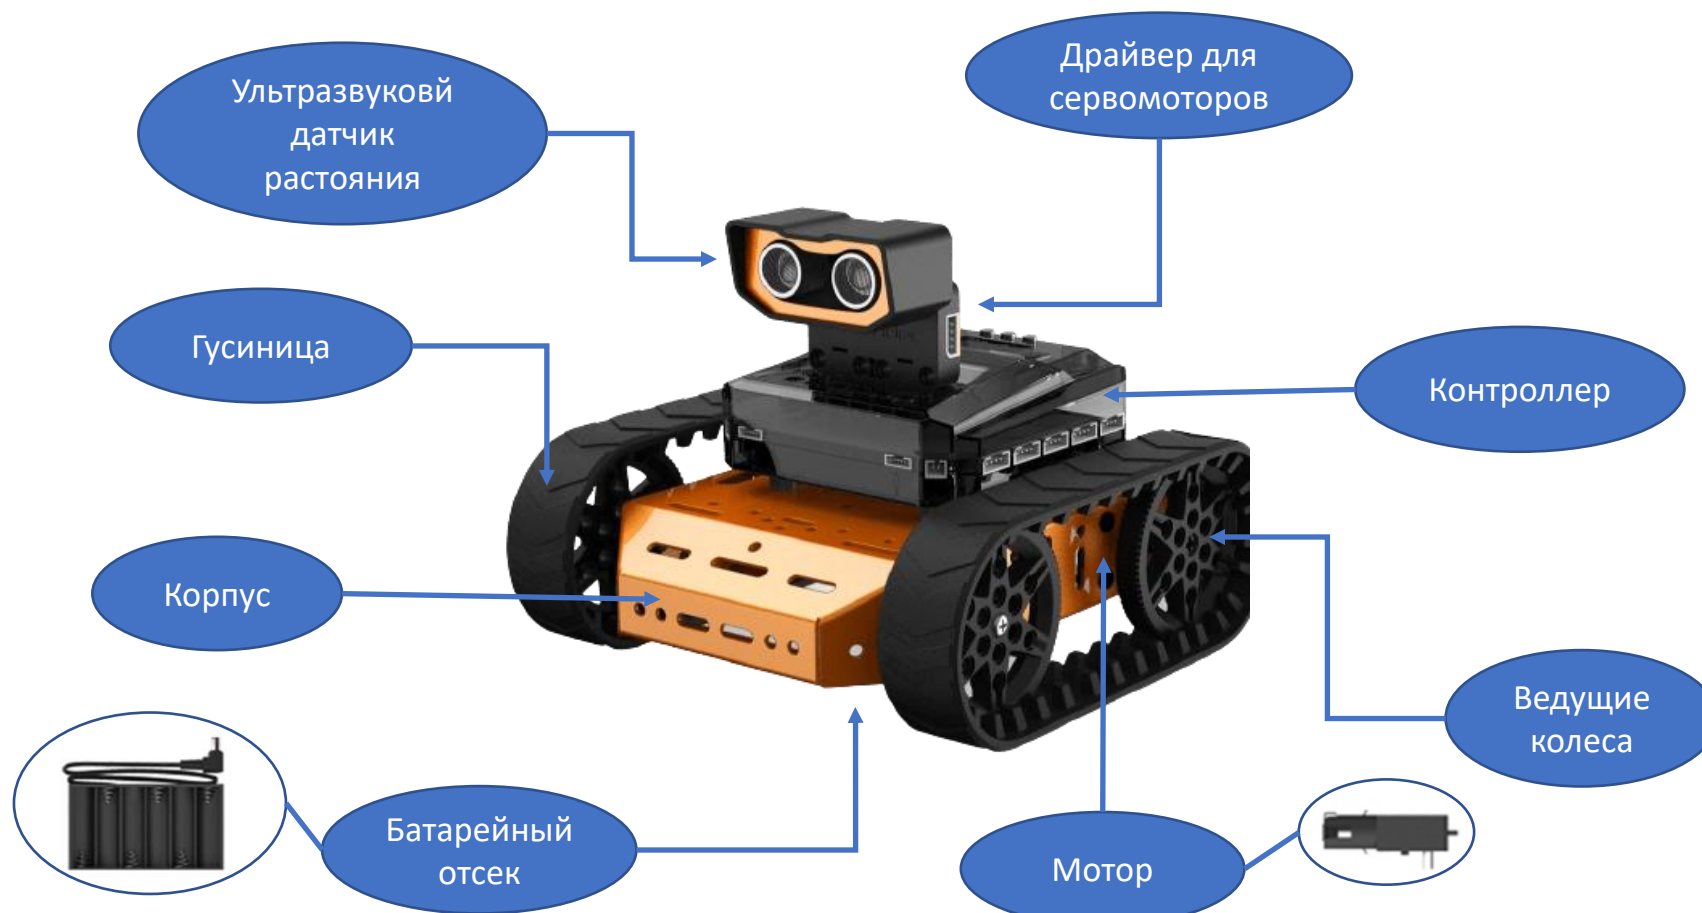 Ультразвуковй
датчик
растояния
Драйвер для
сервомоторов
Гусиница
Контроллер
Корпус
Ведущие
колеса
Батарейный
отсек
Мотор